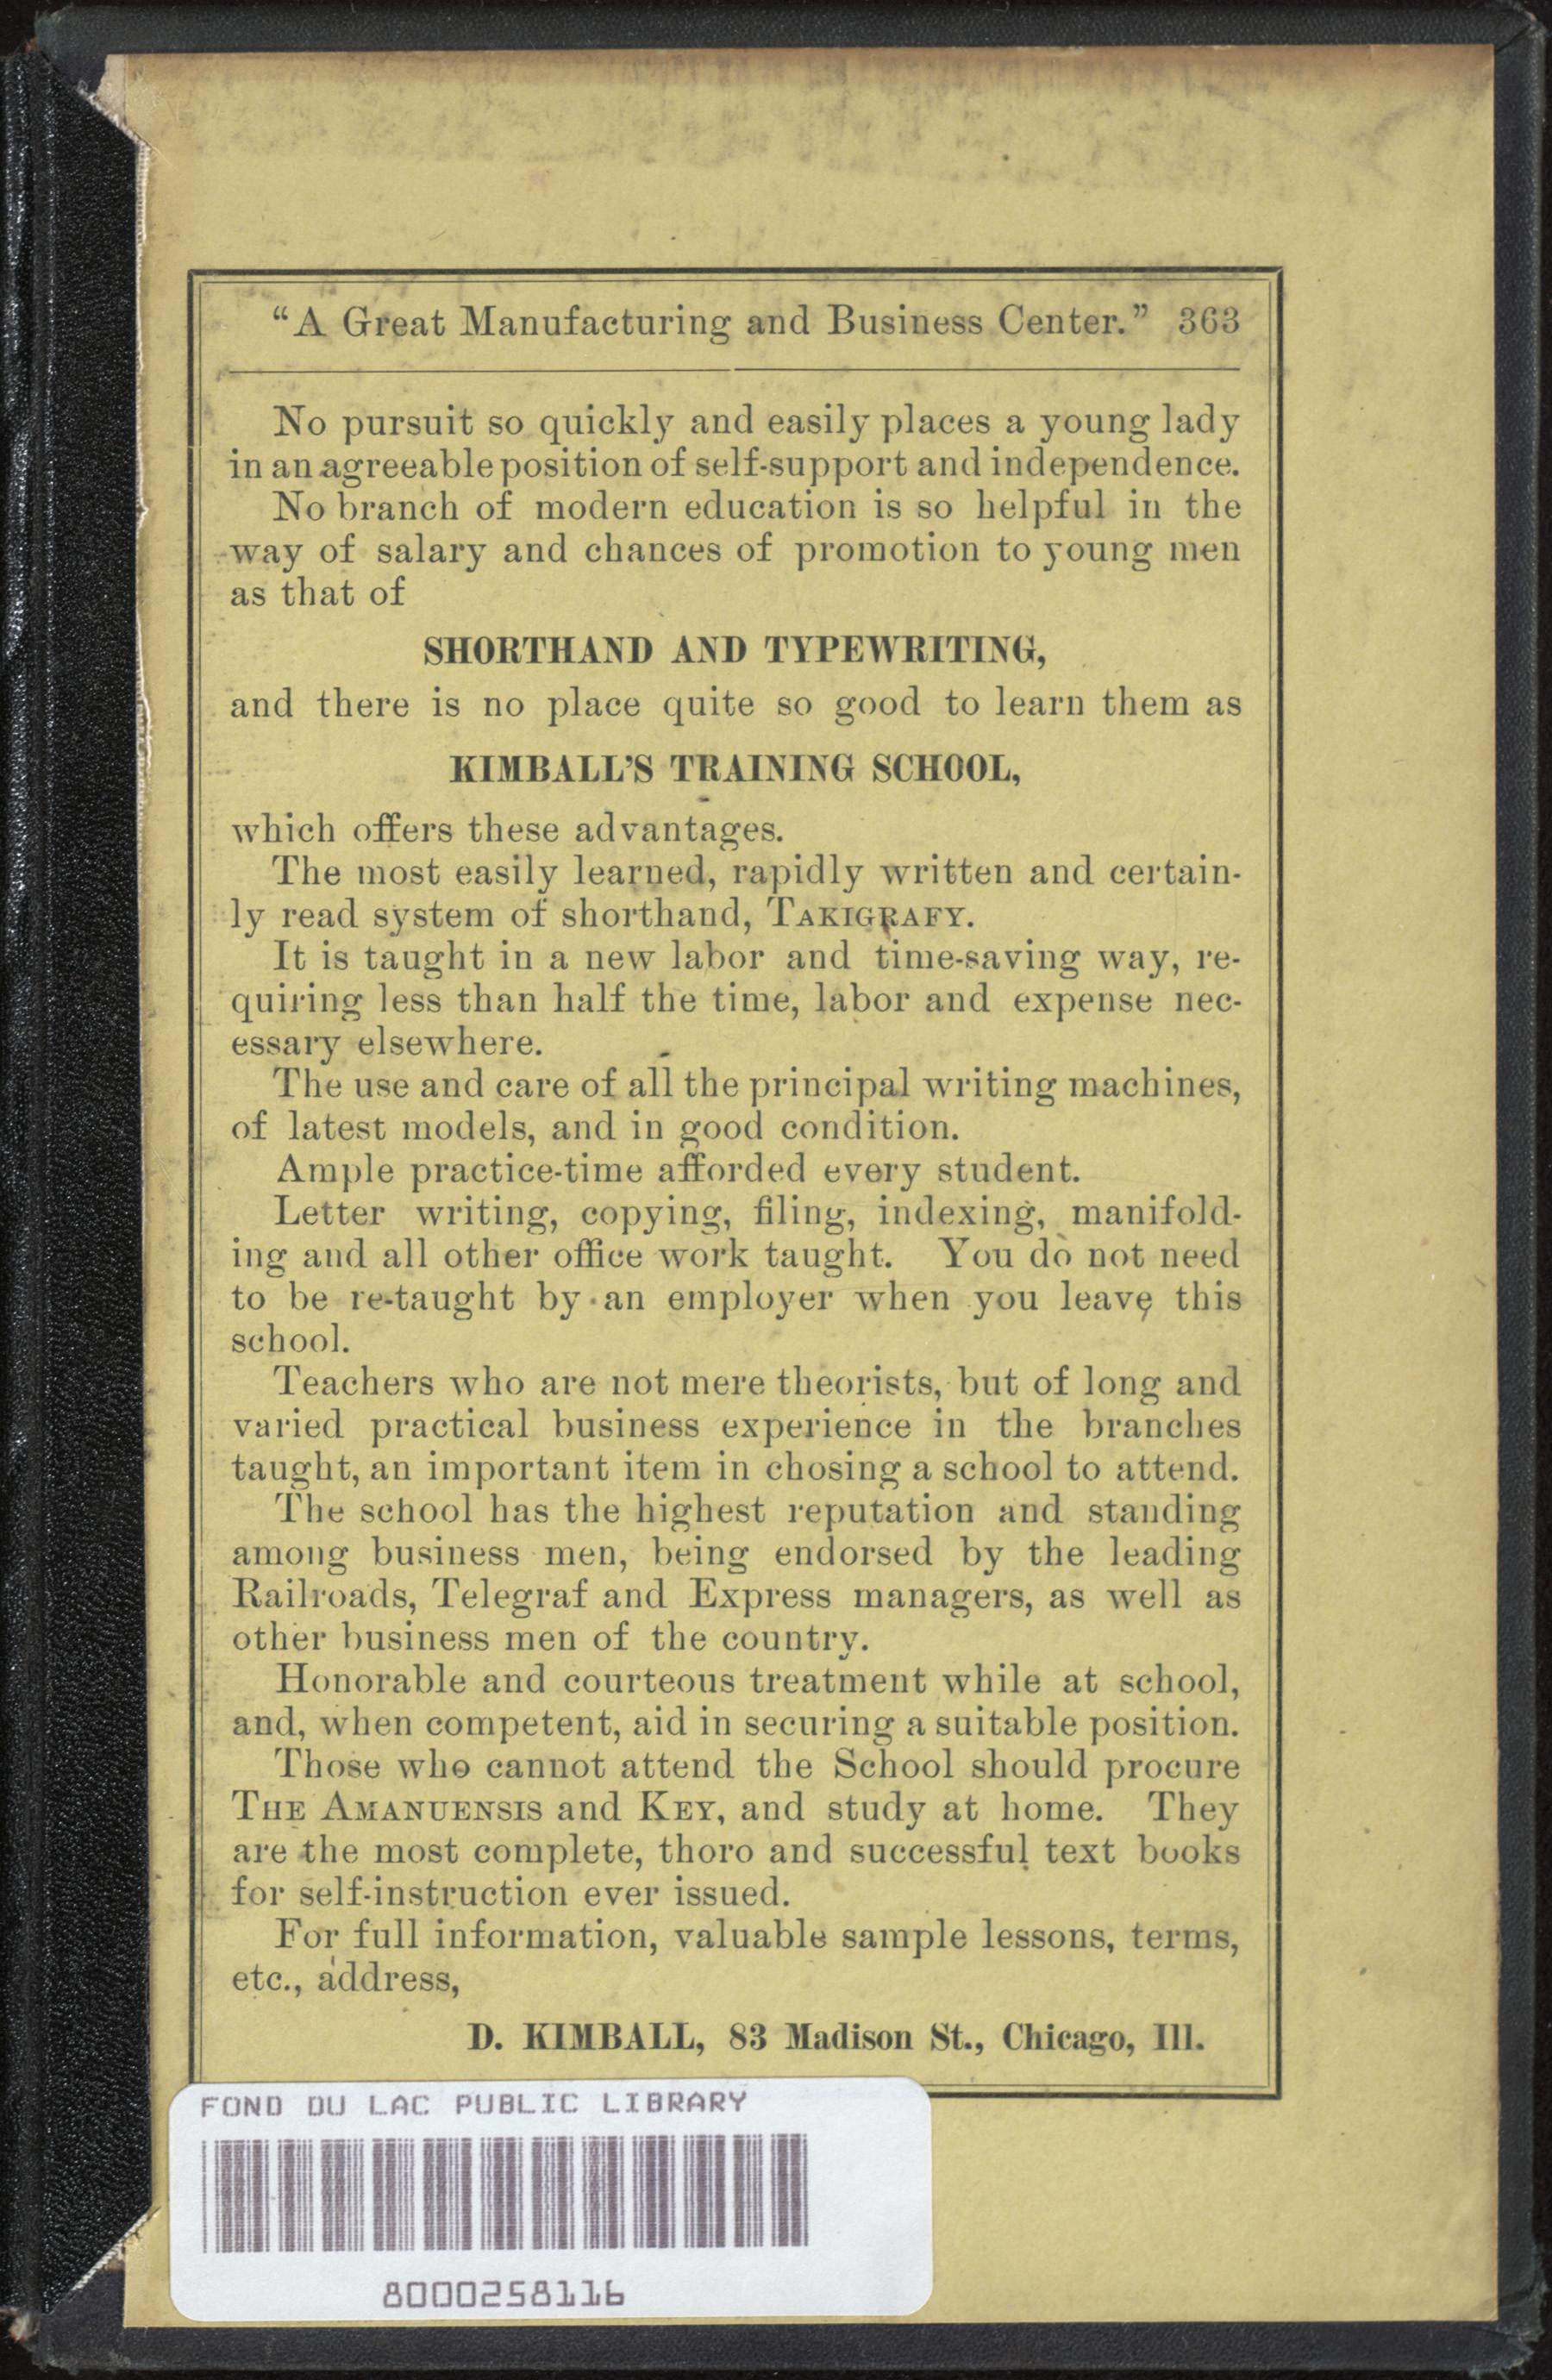 "A Great Manufacturing and Business Center." 363
No pursuit so quickly and easily places a young lady
in an agreeable position of self-support and independence.
No branch of modern education is so helpful in the
way of salary and chances of promotion to young men
as that of
SHORTHAND AND TYPEWRITING,
and there is no place quite so good to learn them as
KIMBALL'S TRAINING SCHOOL,
which offers these advantages.
The most easily learned, rapidly written and certain-
ly read system of shorthand, TAKIGRAFY.
It is taught in a new labor and time-saving way, re-
quiring less than half the time, labor and expense nec-
essary elsewhere.
The use and care of all the principal writing machines,
of latest models, and in good condition.
Ample practice-time afforded every student.
Letter writing, copying, filing, indexing, manifold-
ing and all other office work taught. You do not need
to be re-taught by an employer when you leave this
school.
Teachers who are not mere theorists, but of long and
varied practical business experience in the branches
taught, an important item in chosing a school to attend.
The school has the highest reputation and standing
among business men, being endorsed by the leading
Railroads, Telegraf and Express managers, as well as
other business men of the country.
Honorable and courteous treatment while at school,
and, when competent, aid in securing a suitable position.
Those who cannot attend the School should procure
THE AMANUENSIS and KEY, and study at home. They
are the most complete, thoro and successful text books
for self-instruction ever issued.
For full information, valuable sample lessons, terms,
etc., address,
D. KIMBALL, 83 Madison St., Chicago, Ill.
FOND DU LAC PUBLIC LIBRARY
8000258116